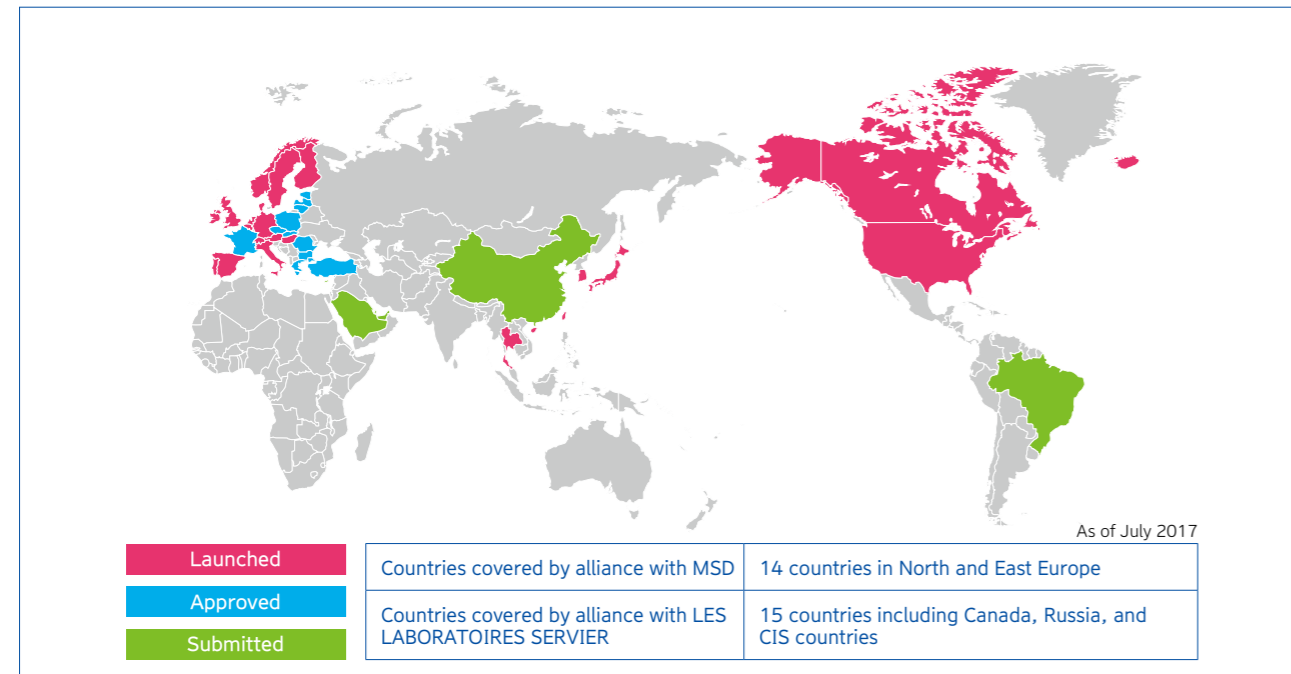 As of July 2017
Launched
Approved
Submitted
Countries covered by alliance with MSD
14 countries in North and East Europe
Countries covered by alliance with LES
LABORATOIRES SERVIER
15 countries including Canada, Russia, and
CIS countries